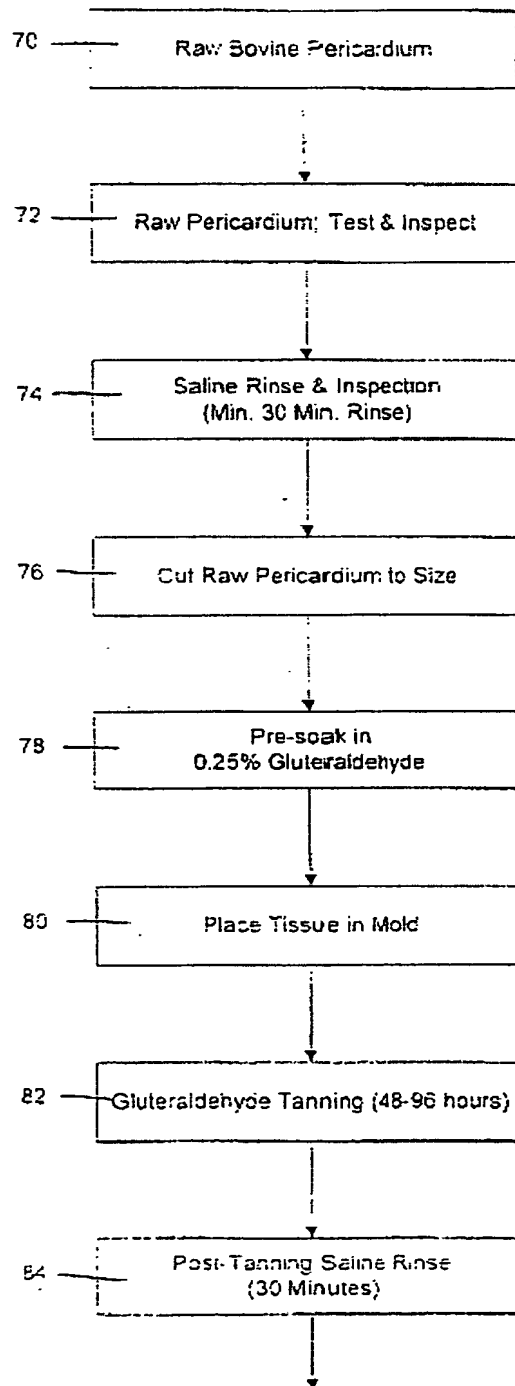 70
Raw Bovine Pericardium
72
Raw Pericardium; Test & Inspect
74
Saline Rinse & Inspection
(Min. 30 Min. Rinse)
76
Cut Raw Pericardium to Size
78
Pre-soak in
0.25% Gluteraldehyde
80
Place Tissue in Mold
82
Gluteraldehyde Tanning (48-96 hours)
84
Post-Tanning Saline Rinse
(30 Minutes)